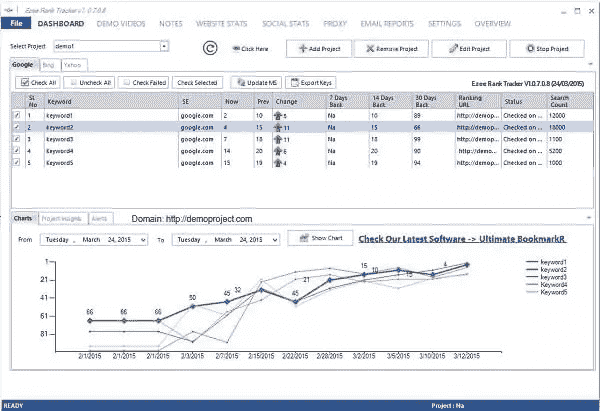 Ezee Rank Tracker v1.0.7.0.8
File DASHBOARD DEMO VIDEOS NOTES WEBSITE STATS SOCIAL STATS PROXY EMAIL REPORTS SETTINGS OVERVIEW
Select Project demo1 Click Here Add Project Remove Project Edit Project Stop Project
Google Bing Yahoo
Check All Uncheck All Check Failed Check Selected Update MS Export Keys Ezee Rank Tracker V1.0.7.0.8 (24/03/2015)
Sl No Keyword SE Now Prev Change 7 Days Back 14 Days Back 30 Days Back Ranking URL Status Search Count
1 keyword1 google.com 2 10 Na 10 89 http://demop... Checked on ... 12000
2 keyword2 google.com 4 15 11 Na 15 66 http://demop... Checked on ... 18000
3 keyword3 google.com 7 18 11 Na 18 99 http://demop... Checked on ... 1100
4 Keyword4 google.com 14 20 6 Na 20 90 http://demo... Checked on ... 5200
5 Keyword5 google.com 15 19 4 Na 19 94 http://demop... Checked on ... 1000
Charts Project Insights Alerts Domain: http://demoproject.com
From Tuesday , March 24, 2015 To Tuesday , March 24, 2015 Show Chart Check Our Latest Software -> Ultimate BookmarkR
1
21
41
61
81
66 66 66 50 45 32 45 21 15 10 15 4
keyword1
keyword2
keyword3
Keyword4
Keyword5
2/1/2015 2/1/2015 2/1/2015 2/3/2015 2/7/2015 2/15/2015 2/22/2015 2/28/2015 3/2/2015 3/5/2015 3/10/2015 3/12/2015
READY Project : Na